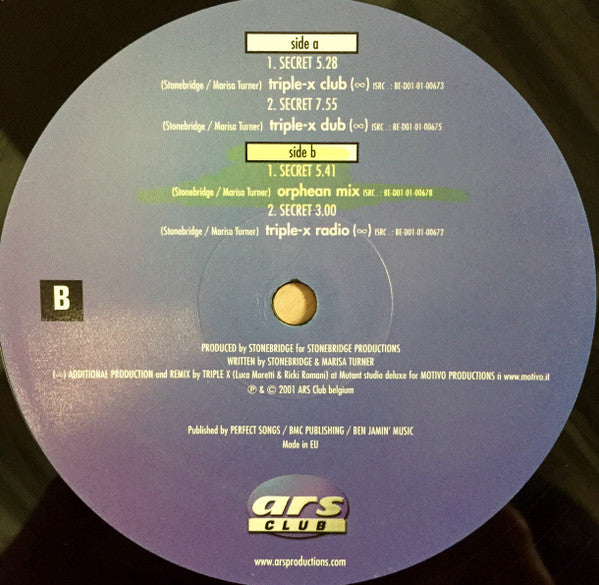 side a
1. SECRET 5.28
(Stonebridge / Marisa Turner) triple-x club (∞) ISRC . : BE-D01-01-00673
2. SECRET 7.55
(Stonebridge / Marisa Turner) triple-x dub (∞) ISRC . : BE-D01-01-00675
side b
1. SECRET 5.41
(Stonebridge / Marisa Turner) orphean mix ISRC . : BE-D01-01-00678
2. SECRET 3.00
(Stonebridge / Marisa Turner) triple-x radio (∞) ISRC . : BE-D01-01-00672
B
PRODUCED by STONEBRIDGE for STONEBRIDGE PRODUCTIONS
WRITTEN by STONEBRIDGE & MARISA TURNER
(∞) ADDITIONAL PRODUCTION and REMIX by TRIPLE X (Luca Moretti & Ricki Romani) at Mutant studio deluxe for MOTIVO PRODUCTIONS ñ www.motivo.it
℗ & © 2001 ARS Club belgium
Published by PERFECT SONGS / BMC PUBLISHING / BEN JAMIN' MUSIC
Made in EU
ars
CLUB
www.arsproductions.com